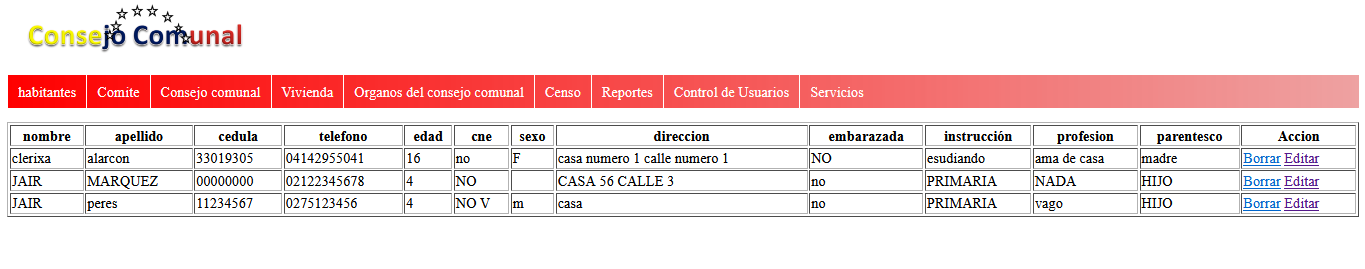 Consejo Comunal
habitantes Comite Consejo comunal Vivienda Organos del consejo comunal Censo Reportes Control de Usuarios Servicios
nombre apellido cedula telefono edad cne sexo direccion embarazada instrucción profesion parentesco Accion
clerixa alarcon 33019305 04142955041 16 no F casa numero 1 calle numero 1 NO esudiando ama de casa madre Borrar Editar
JAIR MARQUEZ 00000000 02122345678 4 NO CASA 56 CALLE 3 no PRIMARIA NADA HIJO Borrar Editar
JAIR peres 11234567 0275123456 4 NO V m casa no PRIMARIA vago HIJO Borrar Editar